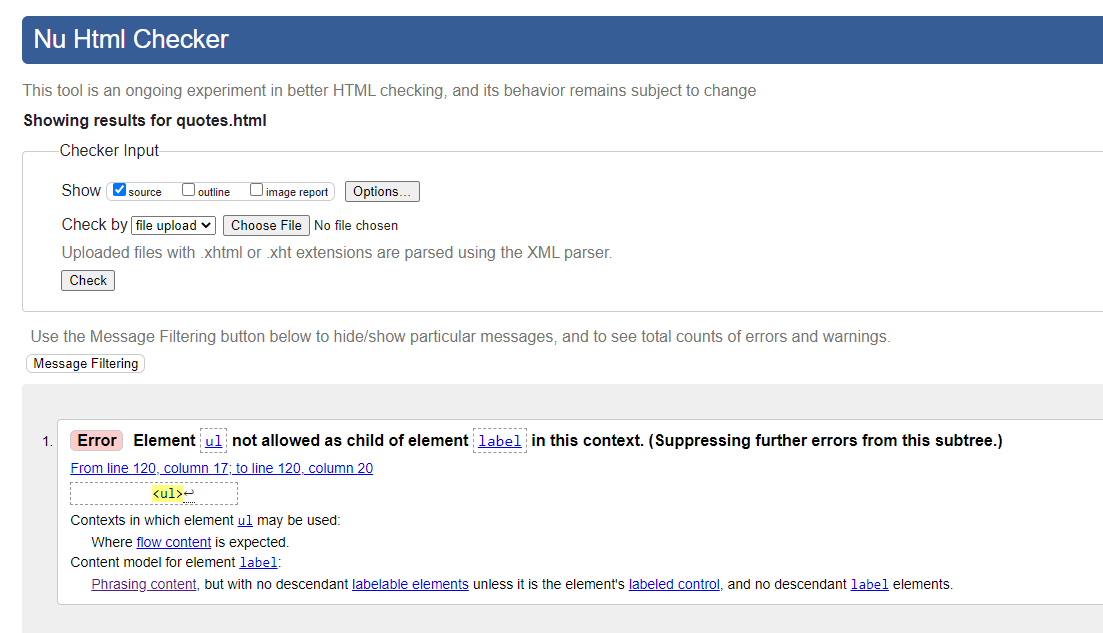 Nu Html Checker
This tool is an ongoing experiment in better HTML checking, and its behavior remains subject to change
Showing results for quotes.html
Checker Input
Show source outline image report Options...
Check by file upload Choose File No file chosen
Uploaded files with .xhtml or .xht extensions are parsed using the XML parser.
Check
Use the Message Filtering button below to hide/show particular messages, and to see total counts of errors and warnings.
Message Filtering
1. Error Element ul not allowed as child of element label in this context. (Suppressing further errors from this subtree.)
From line 120, column 17; to line 120, column 20
<ul>↩
Contexts in which element ul may be used:
Where flow content is expected.
Content model for element label:
Phrasing content, but with no descendant labelable elements unless it is the element's labeled control, and no descendant label elements.